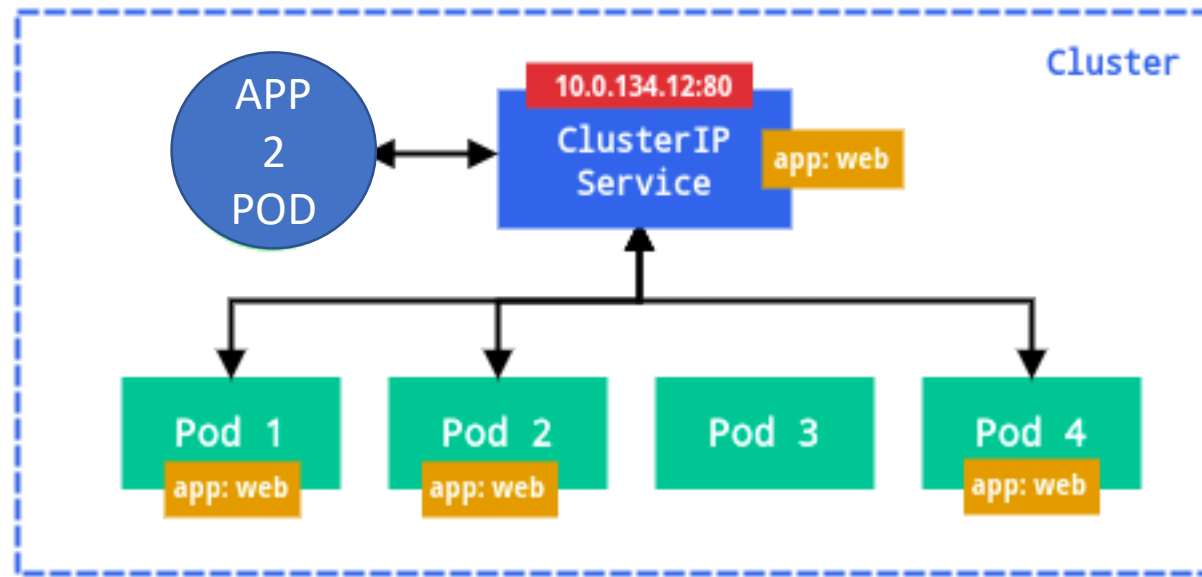 Cluster
10.0.134.12:80
APP
2
POD
ClusterIP
Service
app: web
Pod 1
app: web
Pod 2
app: web
Pod 3
Pod 4
app: web